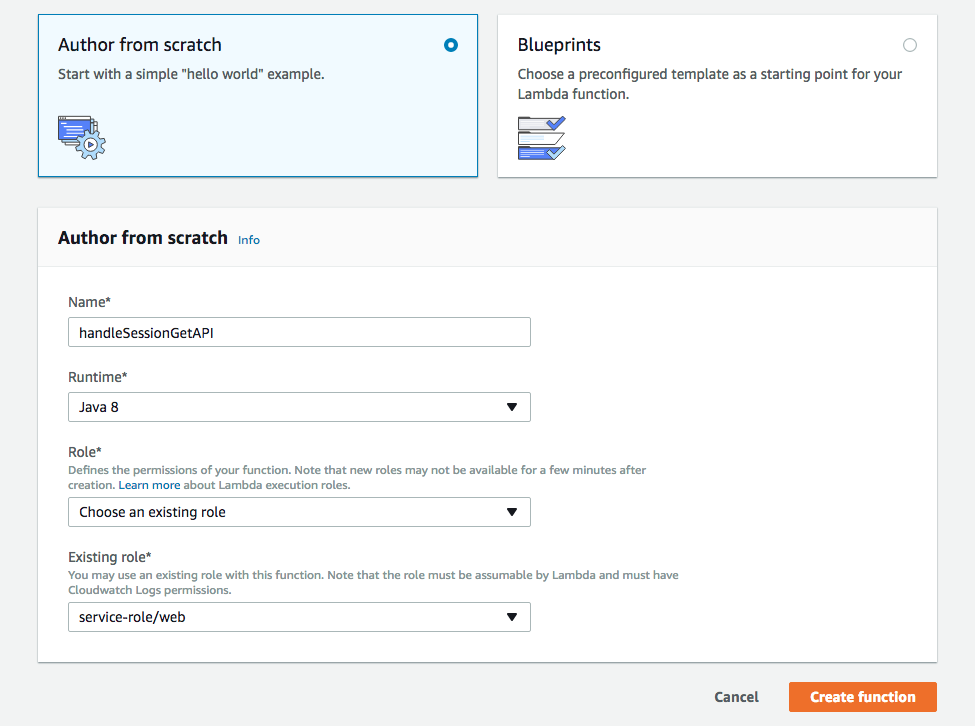 Author from scratch
Start with a simple "hello world" example.
Blueprints
Choose a preconfigured template as a starting point for your
Lambda function.
Author from scratch Info
Name*
handleSessionGetAPI
Runtime*
Java 8
Role*
Defines the permissions of your function. Note that new roles may not be available for a few minutes after
creation. Learn more about Lambda execution roles.
Choose an existing role
Existing role*
You may use an existing role with this function. Note that the role must be assumable by Lambda and must have
Cloudwatch Logs permissions.
service-role/web
Cancel Create function